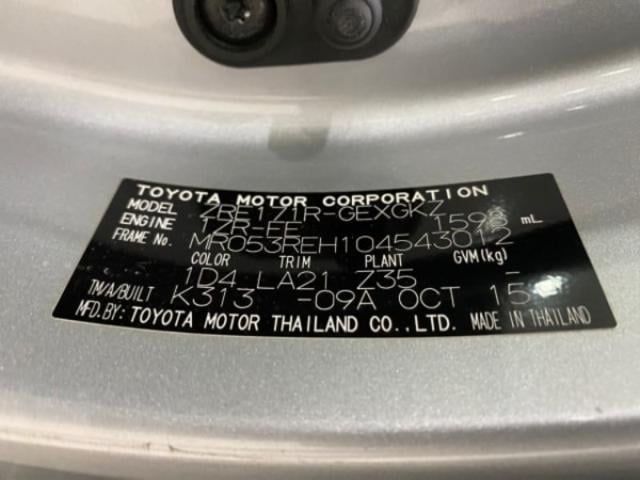 TOYOTA MOTOR CORPORATION
MODEL ZRE171R-GEXGKZ
ENGINE 1ZR-FE 1598 mL
FRAME No. MR053REH104543012
COLOR TRIM PLANT GVM(kg)
1D4 LA21 Z35 -
TM/A/BUILT K313 -09A OCT 15
MFD.BY: TOYOTA MOTOR THAILAND CO.,LTD. MADE IN THAILAND